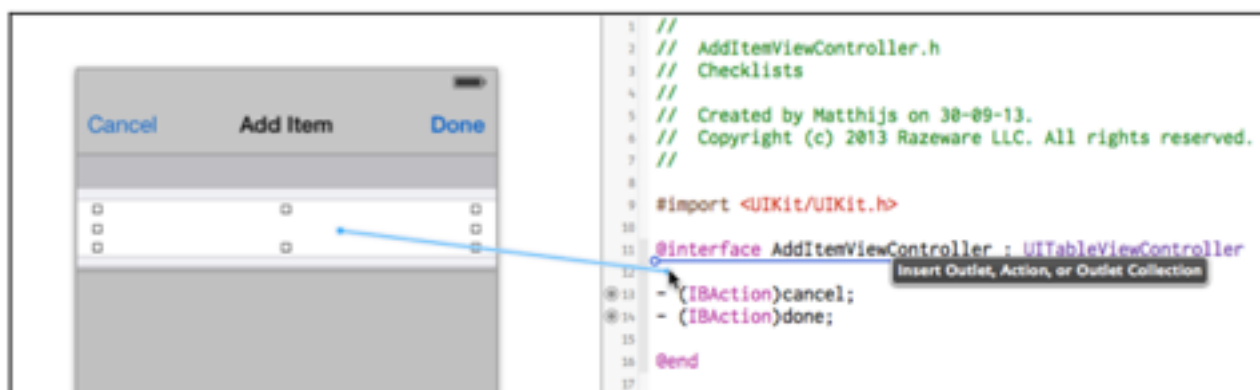 Cancel Add Item Done
1 //
2 // AddItemViewController.h
3 // Checklists
4 //
5 // Created by Matthijs on 30-09-13.
6 // Copyright (c) 2013 Razeware LLC. All rights reserved.
7 //
8
9 #import <UIKit/UIKit.h>
10
11 @interface AddItemViewController : UITableViewController
12
Insert Outlet, Action, or Outlet Collection
13 - (IBAction)cancel;
14 - (IBAction)done;
15
16 @end
17